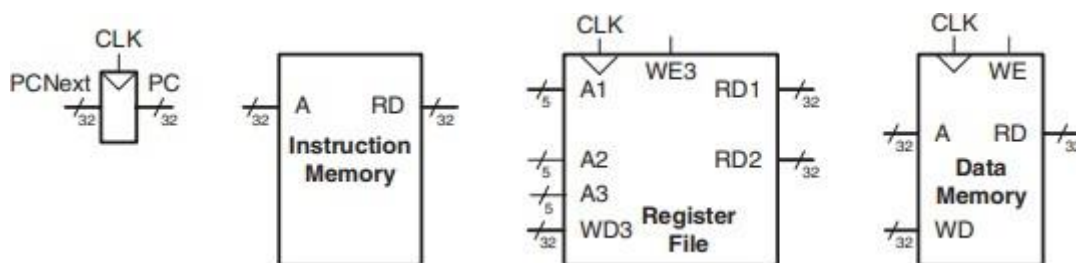 CLK
PCNext PC
32 32
A RD
32 32
Instruction
Memory
CLK
WE3
A1 RD1
5 32
A2 RD2
5 32
A3
5
WD3
32
Register
File
CLK
WE
A RD
32 32
Data
Memory
WD
32